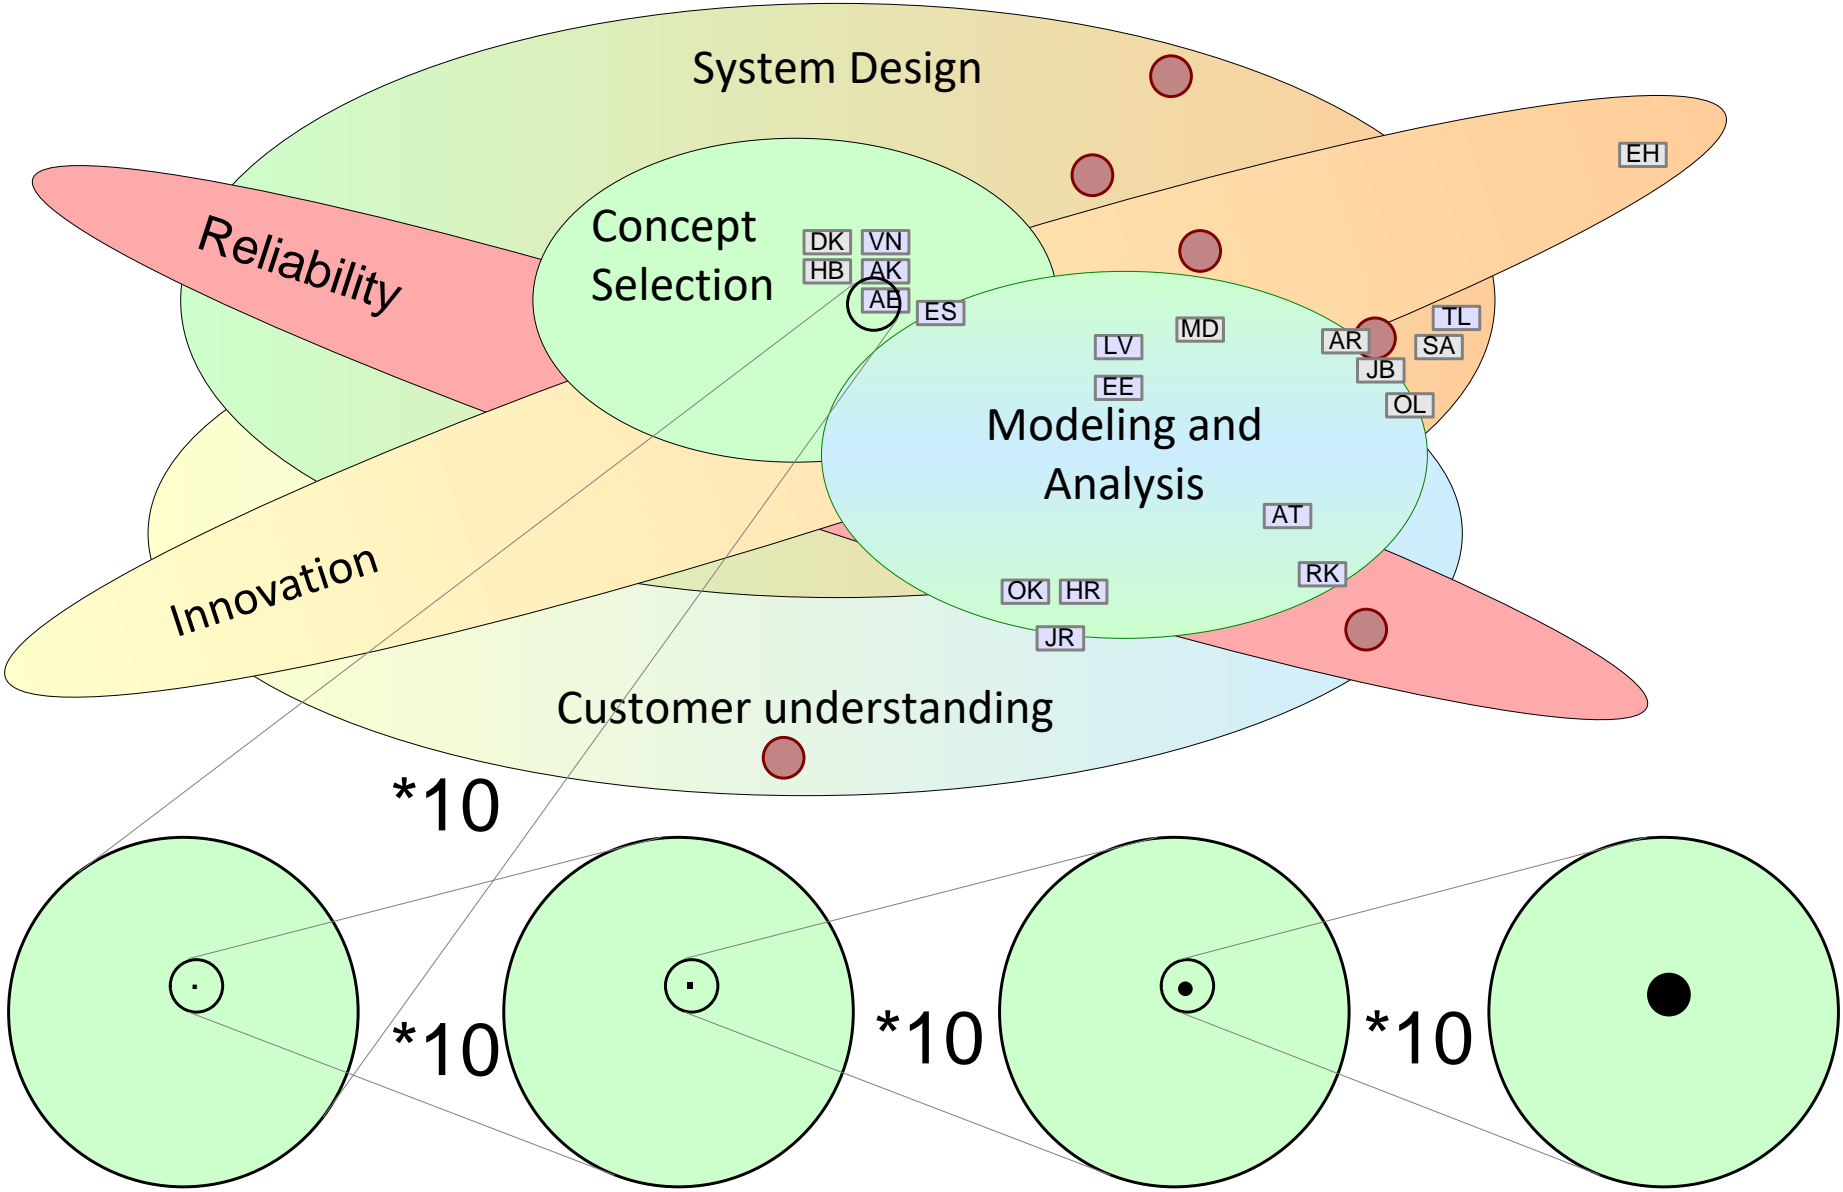 System Design
EH
Reliability
Concept
Selection
DK
VN
HB
AK
AE
ES
MD
LV
EE
AR
TL
SA
JB
OL
Modeling and
Analysis
AT
RK
OK
HR
JR
Innovation
Customer understanding
*10
*10
*10
*10